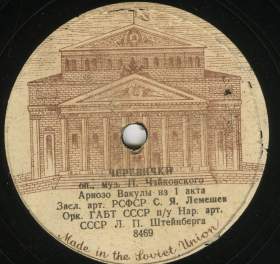 ЧЕРЕВИЧКИ
оп., муз. П. Чайковского
Ариозо Вакулы из 1 акта
Засл. арт. РСФСР С. Я. Лемешев
Орк. ГАБТ СССР п/у Нар. арт.
СССР Л. П. Штейнберга
8469
Made in the Soviet Union